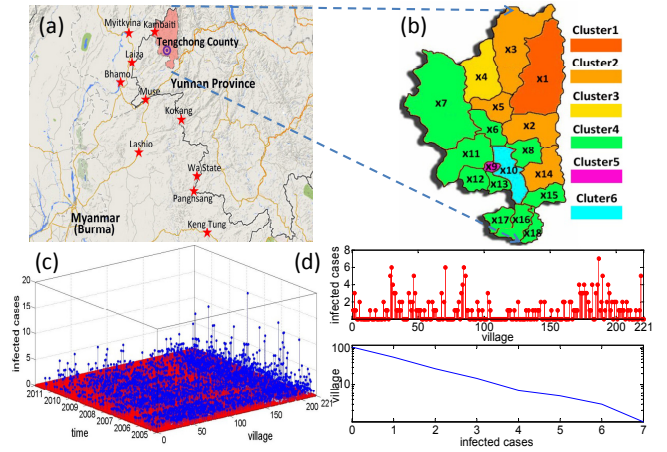 (a)
Myitkyina
Kambaiti
Tengchong County
Laiza
Bhamo
Yunnan Province
Muse
KoKang
Lashio
Wa State
Panghsang
Myanmar
(Burma)
Keng Tung
(b)
x3
x1
x4
x7
x5
x6
x2
x8
x11
x9
x10
x12
x13
x14
x15
x17
x16
x18
Cluster1
Cluster2
Cluster3
Cluster4
Cluster5
Cluter6
(c)
infected cases
20
15
10
5
0
2011
2010
2009
2008
2007
2006
2005
time
0
50
100
150
200
221
village
(d)
infected cases
8
6
4
2
0
50
100
150
200
221
village
village
100
10
0
1
2
3
4
5
6
7
infected cases